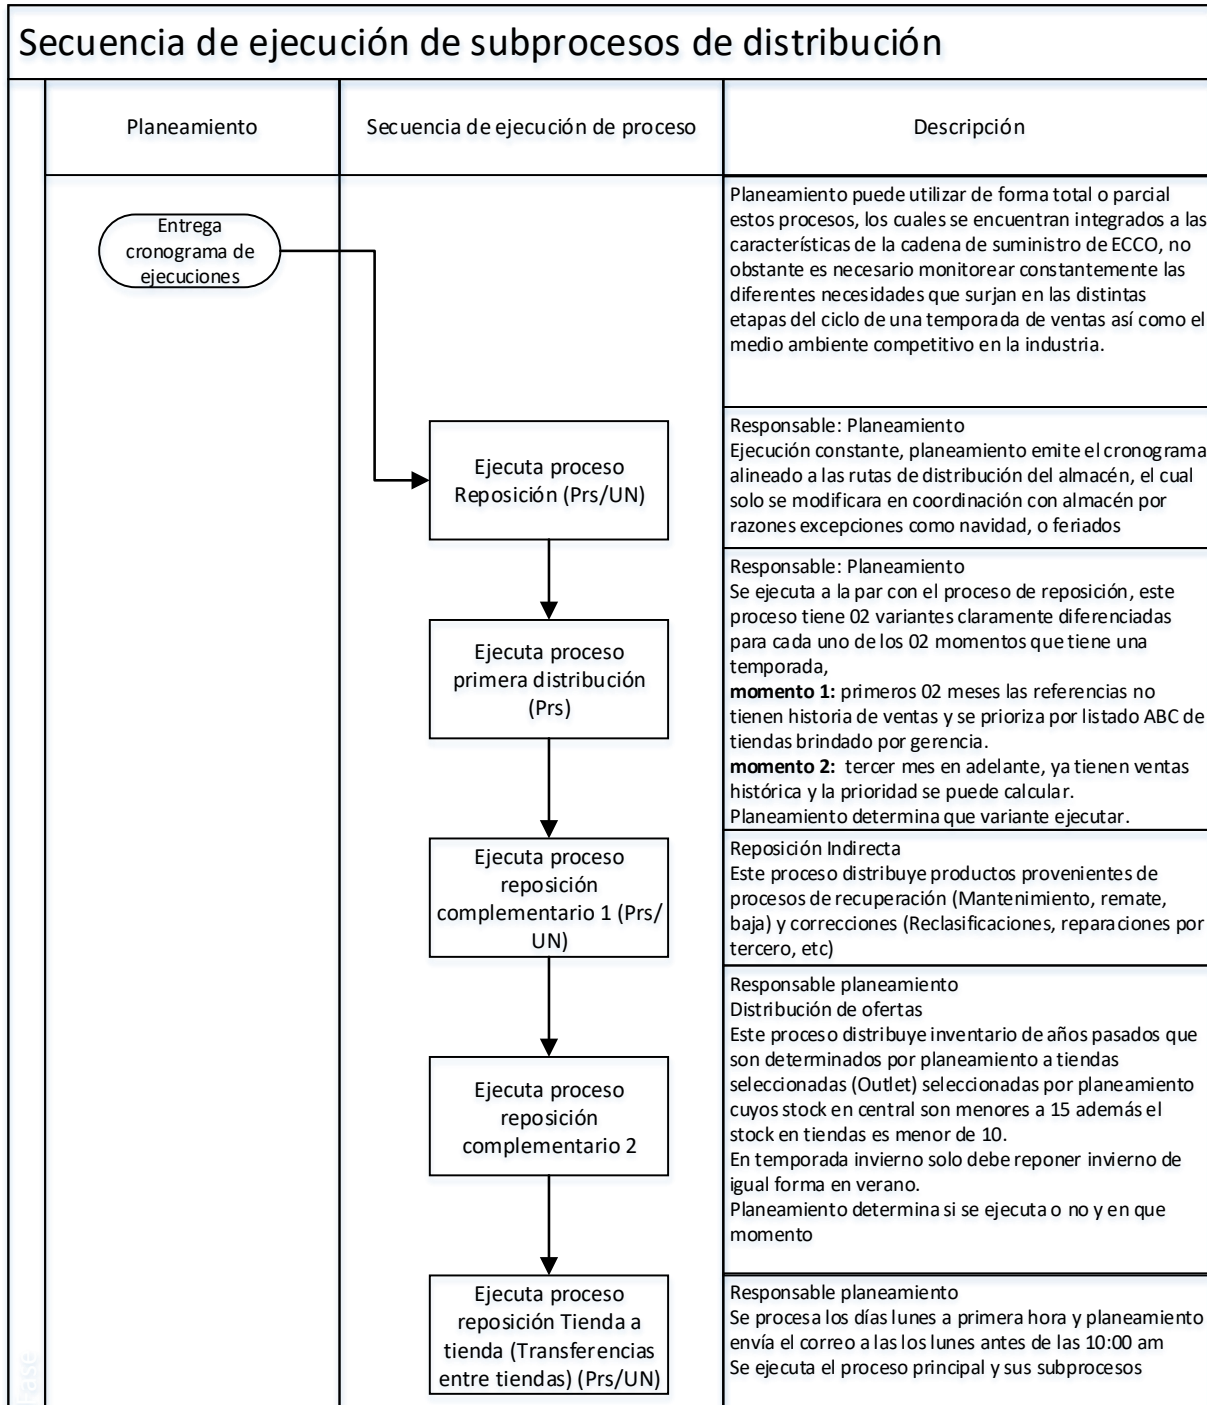 Secuencia de ejecución de subprocesos de distribución
Planeamiento
Secuencia de ejecución de proceso
Descripción
Entrega
cronograma de
ejecuciones
Planeamiento puede utilizar de forma total o parcial
estos procesos, los cuales se encuentran integrados a las
características de la cadena de suministro de ECCO, no
obstante es necesario monitorear constantemente las
diferentes necesidades que surjan en las distintas
etapas del ciclo de una temporada de ventas así como el
medio ambiente competitivo en la industria.
Ejecuta proceso
Reposición (Prs/UN)
Responsable: Planeamiento
Ejecución constante, planeamiento emite el cronograma
alineado a las rutas de distribución del almacén, el cual
solo se modificara en coordinación con almacén por
razones excepciones como navidad, o feriados
Ejecuta proceso
primera distribución
(Prs)
Responsable: Planeamiento
Se ejecuta a la par con el proceso de reposición, este
proceso tiene 02 variantes claramente diferenciadas
para cada uno de los 02 momentos que tiene una
temporada,
momento 1: primeros 02 meses las referencias no
tienen historia de ventas y se prioriza por listado ABC de
tiendas brindado por gerencia.
momento 2: tercer mes en adelante, ya tienen ventas
histórica y la prioridad se puede calcular.
Planeamiento determina que variante ejecutar.
Ejecuta proceso
reposición
complementario 1 (Prs/
UN)
Reposición Indirecta
Este proceso distribuye productos provenientes de
procesos de recuperación (Mantenimiento, remate,
baja) y correcciones (Reclasificaciones, reparaciones por
tercero, etc)
Ejecuta proceso
reposición
complementario 2
Responsable planeamiento
Distribución de ofertas
Este proceso distribuye inventario de años pasados que
son determinados por planeamiento a tiendas
seleccionadas (Outlet) seleccionadas por planeamiento
cuyos stock en central son menores a 15 además el
stock en tiendas es menor de 10.
En temporada invierno solo debe reponer invierno de
igual forma en verano.
Planeamiento determina si se ejecuta o no y en que
momento
Ejecuta proceso
reposición Tienda a
tienda (Transferencias
entre tiendas) (Prs/UN)
Responsable planeamiento
Se procesa los días lunes a primera hora y planeamiento
envía el correo a las los lunes antes de las 10:00 am
Se ejecuta el proceso principal y sus subprocesos
Fase